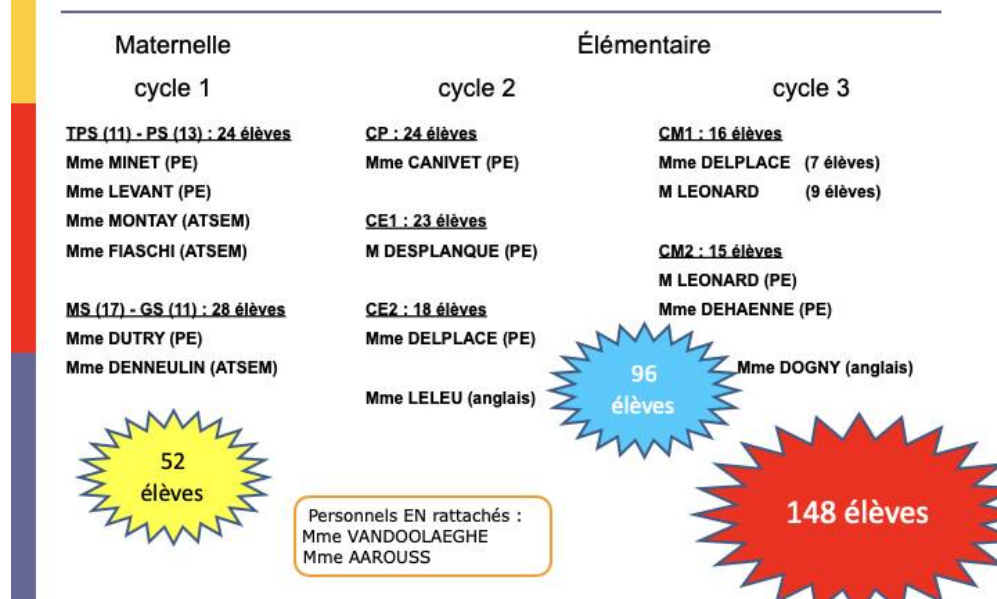 Maternelle
Élémentaire
cycle 1
cycle 2
cycle 3
TPS (11) - PS (13) : 24 élèves
Mme MINET (PE)
Mme LEVANT (PE)
Mme MONTAY (ATSEM)
Mme FIASCHI (ATSEM)
MS (17) - GS (11) : 28 élèves
Mme DUTRY (PE)
Mme DENNEULIN (ATSEM)
52
élèves
CP : 24 élèves
Mme CANIVET (PE)
CE1 : 23 élèves
M DESPLANQUE (PE)
CE2 : 18 élèves
Mme DELPLACE (PE)
Mme LELEU (anglais)
CM1 : 16 élèves
Mme DELPLACE (7 élèves)
M LEONARD (9 élèves)
CM2 : 15 élèves
M LEONARD (PE)
Mme DEHAENNE (PE)
Mme DOGNY (anglais)
96
élèves
148 élèves
Personnels EN rattachés :
Mme VANDOOLAEGHE
Mme AAROUSS